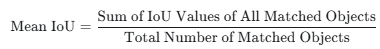 Mean IoU = Sum of IoU Values of All Matched Objects
Total Number of Matched Objects